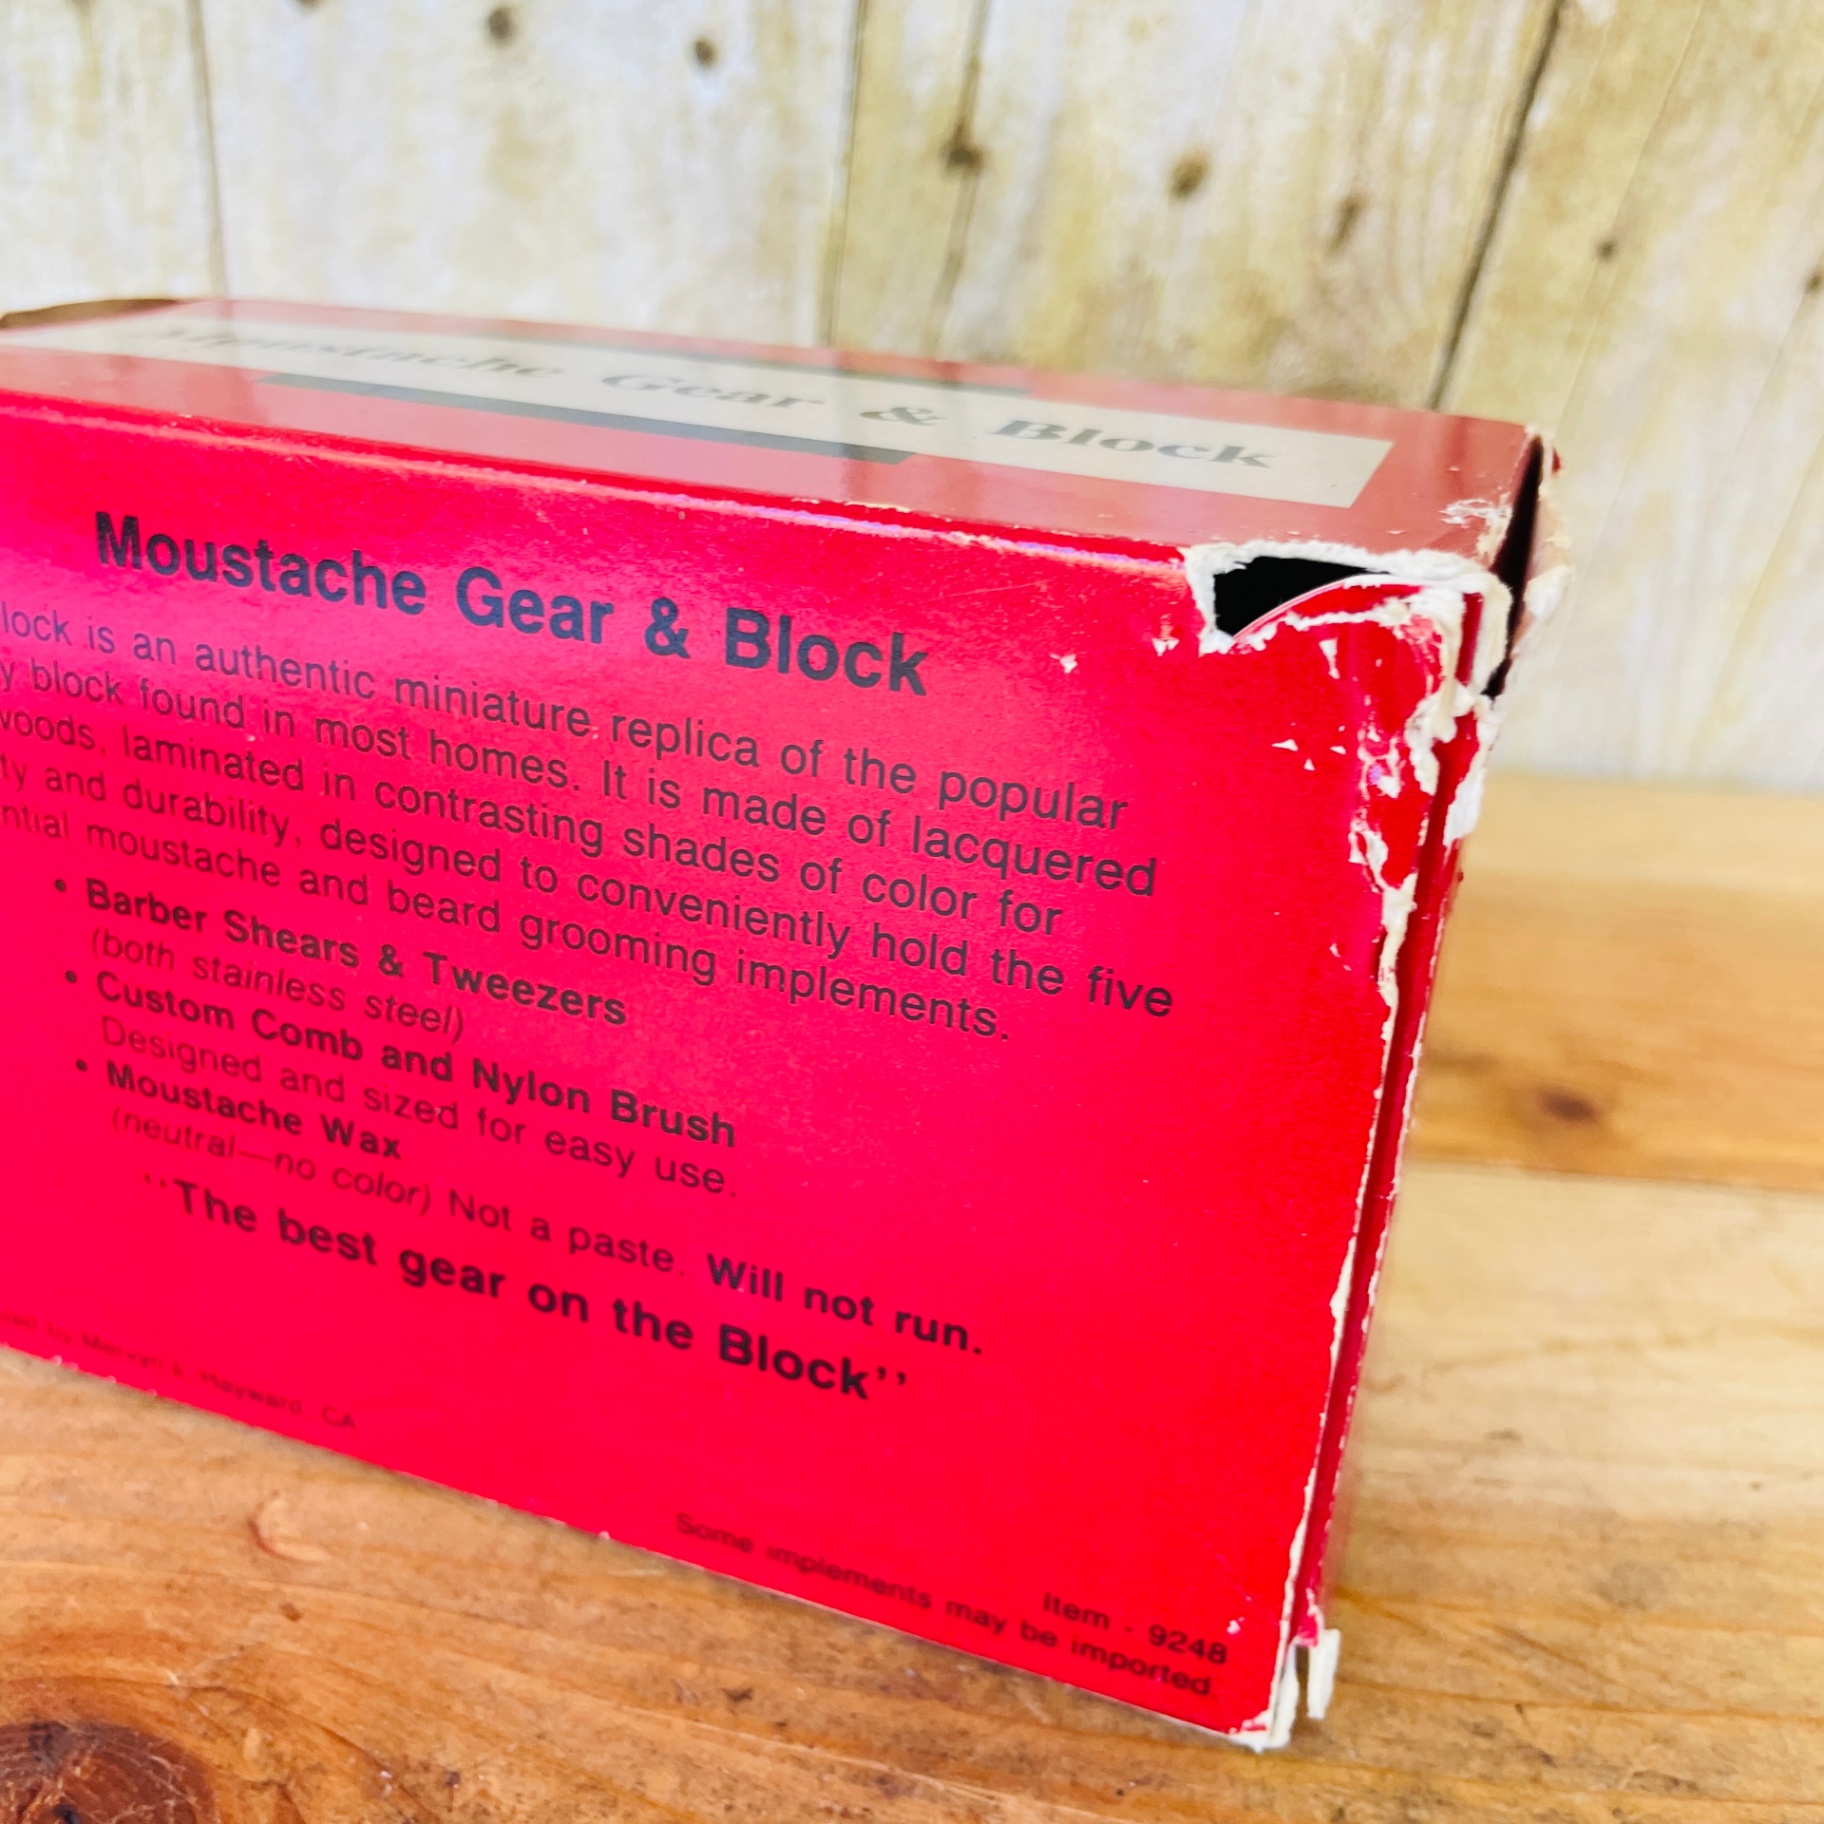 Moustache Gear & Block
Moustache Gear & Block
lock is an authentic miniature replica of the popular
y block found in most homes. It is made of lacquered
woods, laminated in contrasting shades of color for
ty and durability, designed to conveniently hold the five
ntial moustache and beard grooming implements.
• Barber Shears & Tweezers
(both stainless steel)
• Custom Comb and Nylon Brush
Designed and sized for easy use.
• Moustache Wax
(neutral—no color) Not a paste. Will not run.
"The best gear on the Block"
by Mervyn's, Hayward, CA
Item - 9248
Some implements may be imported.